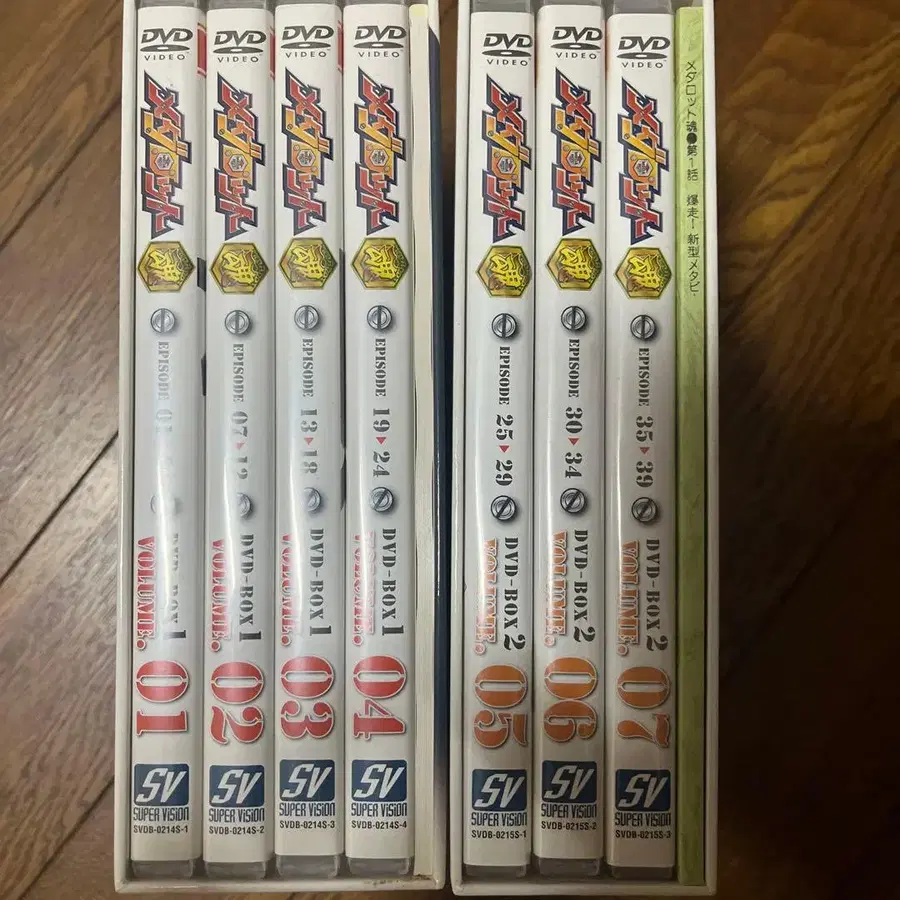 DVD
VIDEO
メダロット
魂
EPISODE 01
DVD-BOX 1
VOLUME. 01
SV
SUPER VISION
SVDB-0214S-1
DVD
VIDEO
メダロット
魂
EPISODE 07▶12
DVD-BOX 1
VOLUME. 02
SV
SUPER VISION
SVDB-0214S-2
DVD
VIDEO
メダロット
魂
EPISODE 13▶18
DVD-BOX 1
VOLUME. 03
SV
SUPER VISION
SVDB-0214S-3
DVD
VIDEO
メダロット
魂
EPISODE 19▶24
DVD-BOX 1
VOLUME. 04
SV
SUPER VISION
SVDB-0214S-4
DVD
VIDEO
メダロット
魂
EPISODE 25▶29
DVD-BOX 2
VOLUME. 05
SV
SUPER VISION
SVDB-0215S-1
DVD
VIDEO
メダロット
魂
EPISODE 30▶34
DVD-BOX 2
VOLUME. 06
SV
SUPER VISION
SVDB-0215S-2
DVD
VIDEO
メダロット
魂
EPISODE 35▶39
DVD-BOX 2
VOLUME. 07
SV
SUPER VISION
SVDB-0215S-3
メダロット魂●第1話 爆走！新型メタビ・